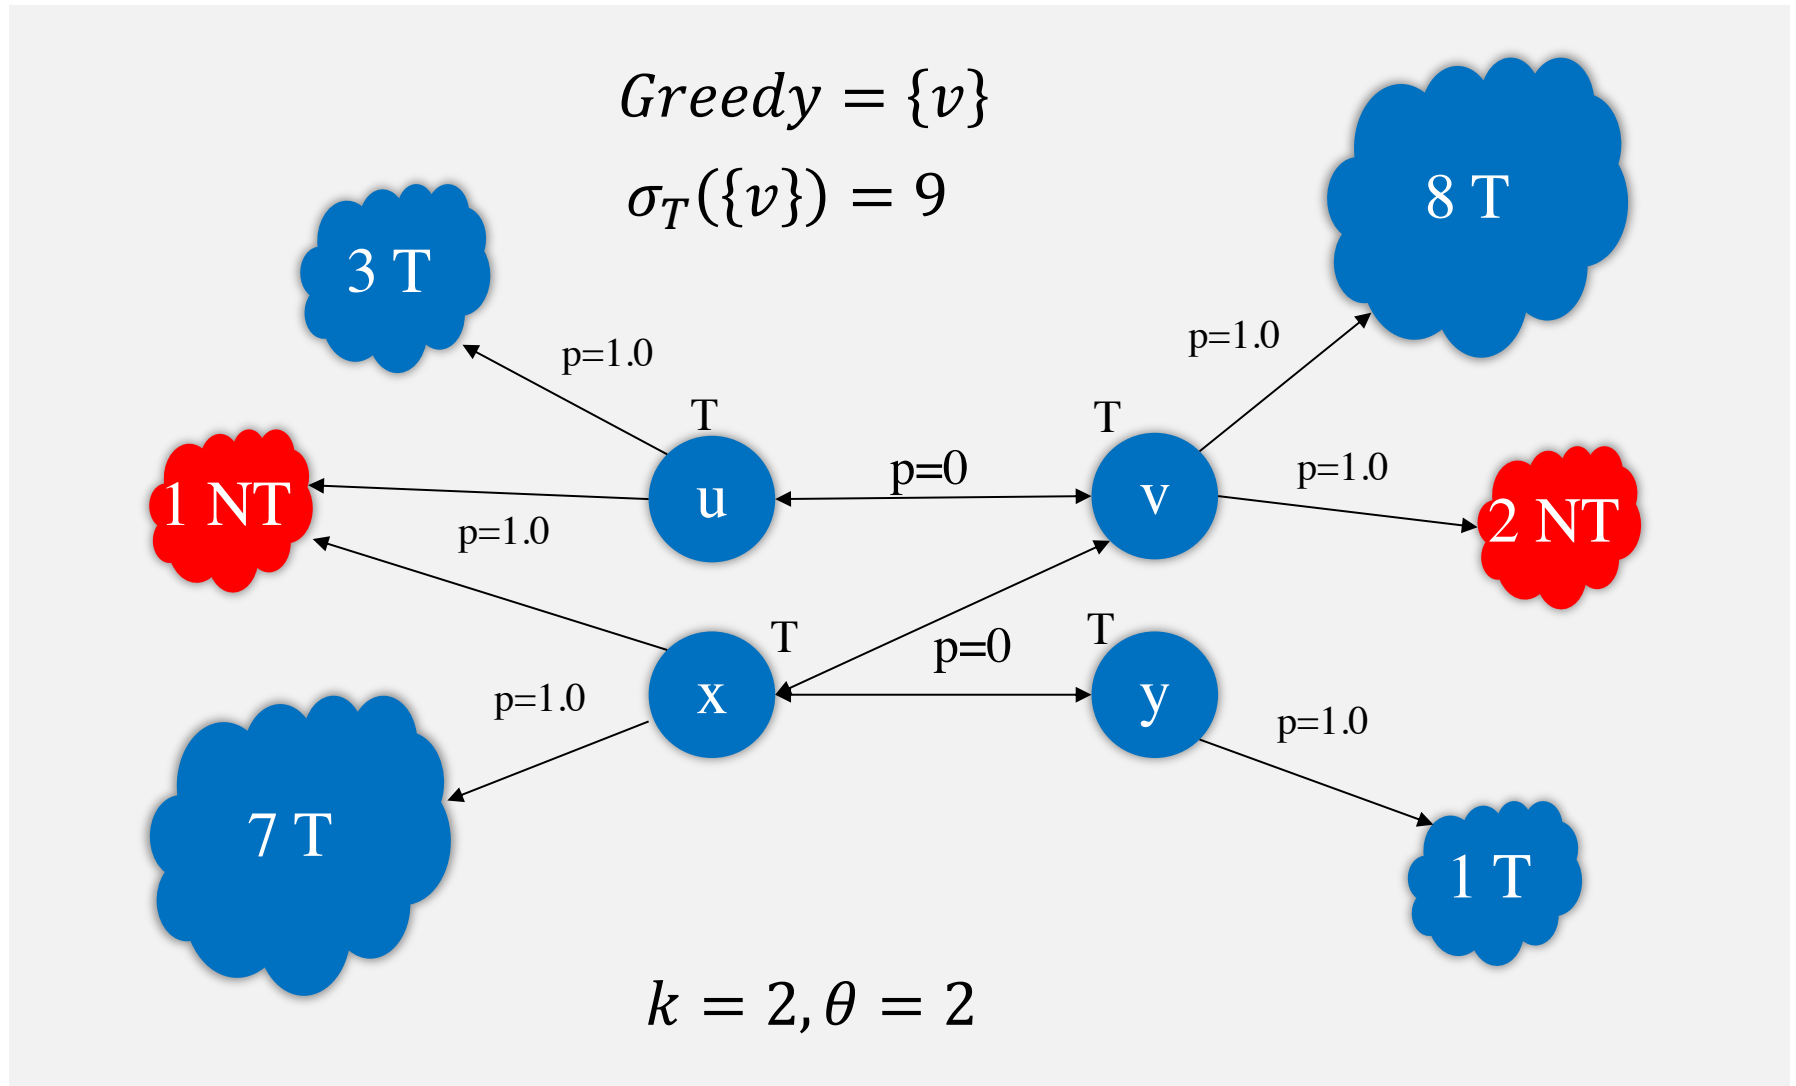 Greedy = {v}
σ_T({v}) = 9
8 T
3 T
p=1.0
p=1.0
T
T
p=0
p=1.0
1 NT
u
v
2 NT
p=1.0
T
T
p=0
x
y
p=1.0
p=1.0
7 T
1 T
k = 2, θ = 2